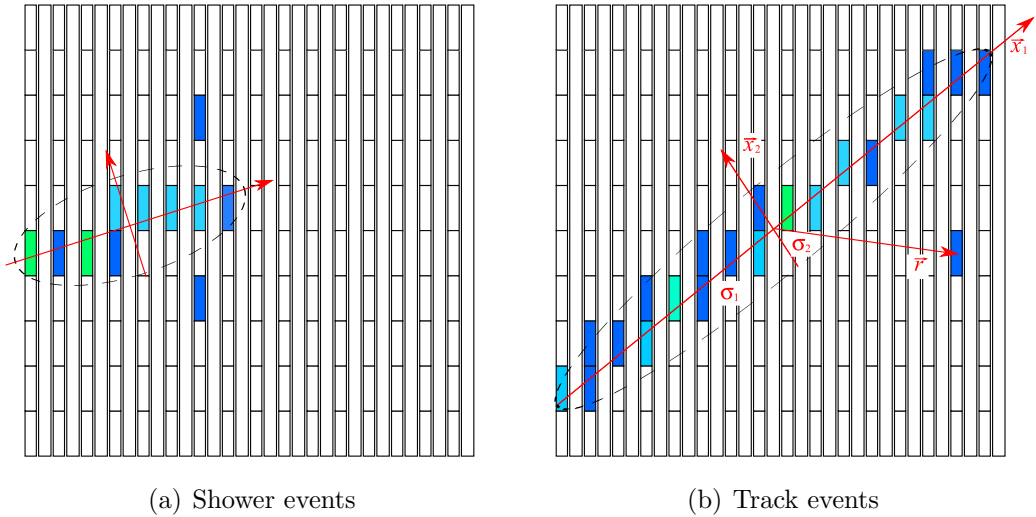 x⃗₁
x⃗₂
σ₂
r⃗
σ₁
(a) Shower events
(b) Track events